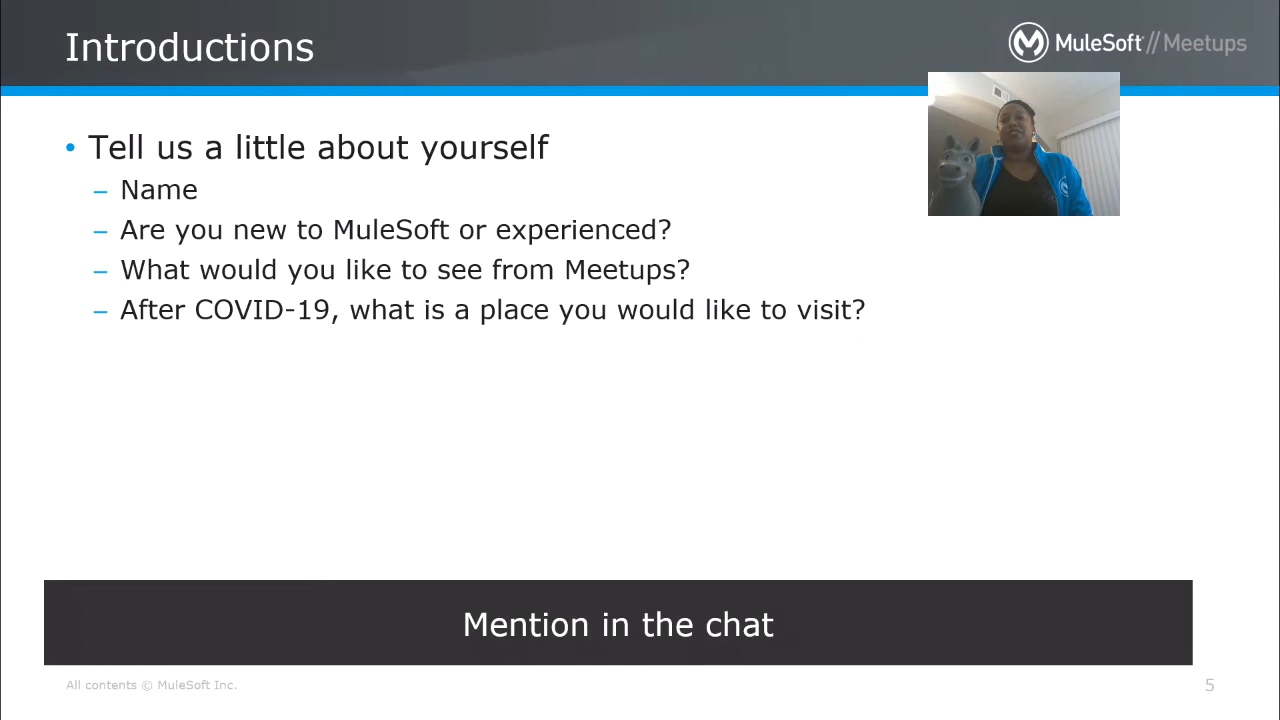 Introductions
MuleSoft // Meetups
• Tell us a little about yourself
– Name
– Are you new to MuleSoft or experienced?
– What would you like to see from Meetups?
– After COVID-19, what is a place you would like to visit?
Mention in the chat
All contents © MuleSoft Inc.
5